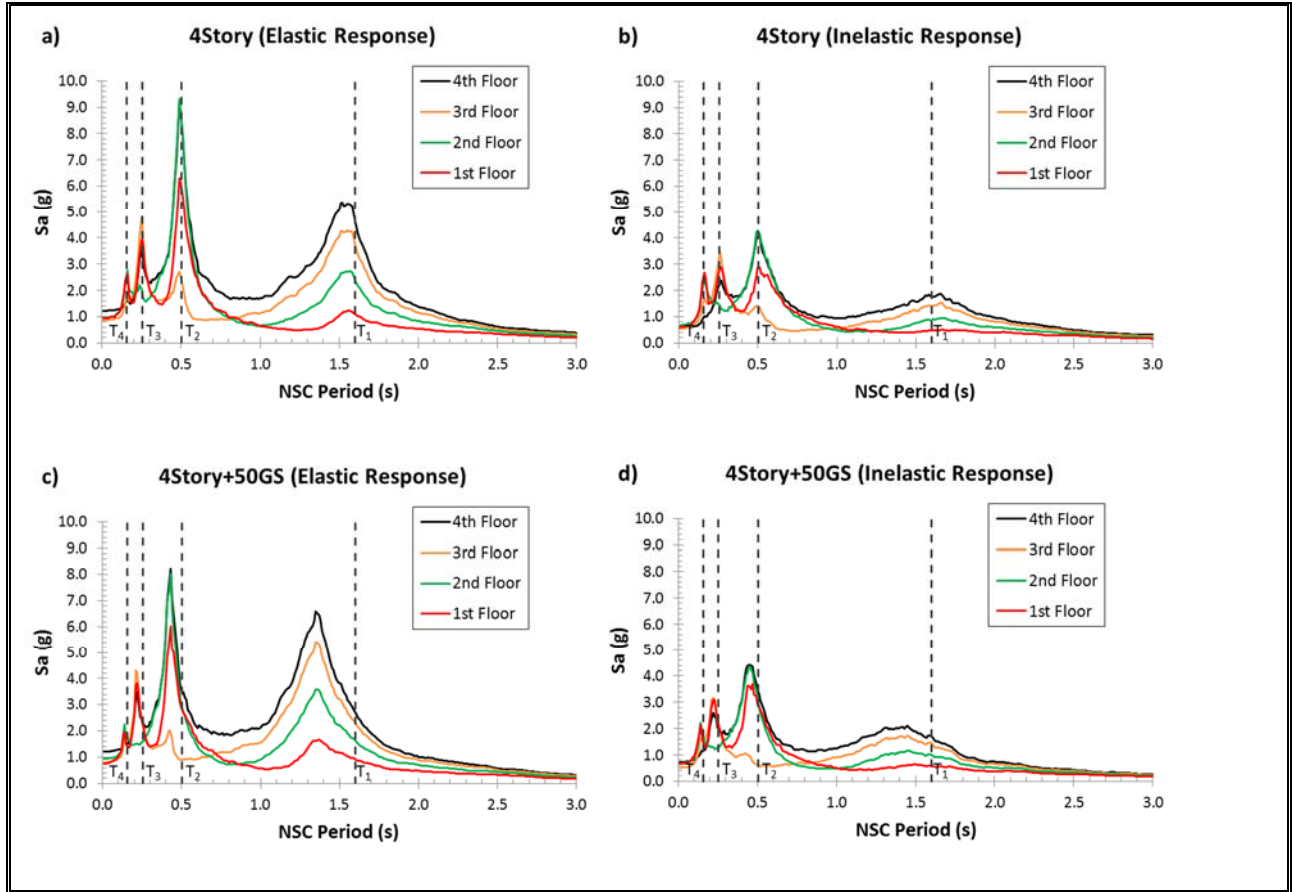 a) 4Story (Elastic Response)
10.0
9.0
8.0
7.0
6.0
5.0
4.0
3.0
2.0
1.0
0.0
Sa (g)
4th Floor
3rd Floor
2nd Floor
1st Floor
T4 T3 T2 T1
0.0 0.5 1.0 1.5 2.0 2.5 3.0
NSC Period (s)
b) 4Story (Inelastic Response)
10.0
9.0
8.0
7.0
6.0
5.0
4.0
3.0
2.0
1.0
0.0
Sa (g)
4th Floor
3rd Floor
2nd Floor
1st Floor
T4 T3 T2 T1
0.0 0.5 1.0 1.5 2.0 2.5 3.0
NSC Period (s)
c) 4Story+50GS (Elastic Response)
10.0
9.0
8.0
7.0
6.0
5.0
4.0
3.0
2.0
1.0
0.0
Sa (g)
4th Floor
3rd Floor
2nd Floor
1st Floor
T4 T3 T2 T1
0.0 0.5 1.0 1.5 2.0 2.5 3.0
NSC Period (s)
d) 4Story+50GS (Inelastic Response)
10.0
9.0
8.0
7.0
6.0
5.0
4.0
3.0
2.0
1.0
0.0
Sa (g)
4th Floor
3rd Floor
2nd Floor
1st Floor
T4 T3 T2 T1
0.0 0.5 1.0 1.5 2.0 2.5 3.0
NSC Period (s)